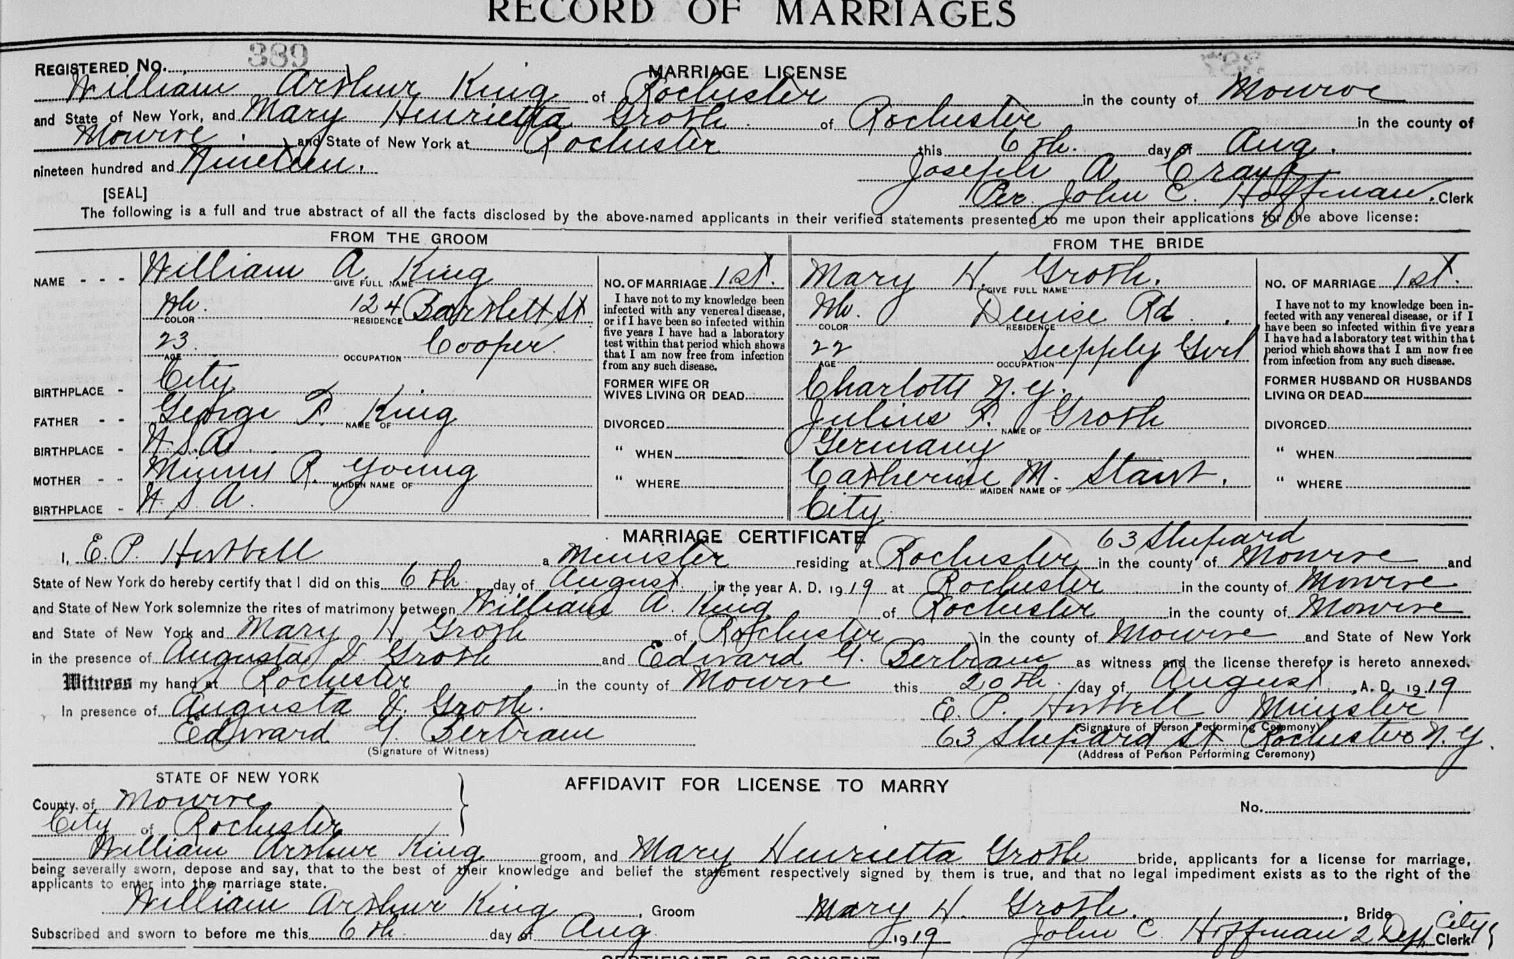 RECORD OF MARRIAGES
REGISTERED No. 389
MARRIAGE LICENSE
William Arthur King of Rochester in the county of Monroe
and State of New York, and Mary Henrietta Groth of Rochester in the county of
Monroe and State of New York at Rochester this 6th. day of Aug.
nineteen hundred and Nineteen. Joseph A
[SEAL] Per John C. Hoffman. Clerk
The following is a full and true abstract of all the facts disclosed by the above-named applicants in their verified statements presented to me upon their applications for the above license:
FROM THE GROOM
NAME - - - William A. King
GIVE FULL NAME
Wh. 124 Bartlett St
COLOR RESIDENCE
23. Cooper
AGE OCCUPATION
BIRTHPLACE - City
FATHER - - George F. King
NAME OF
BIRTHPLACE - U.S.A.
MOTHER - - Minnie R. Young
MAIDEN NAME OF
BIRTHPLACE - U.S.A.
NO. OF MARRIAGE 1st.
I have not to my knowledge been
infected with any venereal disease,
or if I have been so infected within
five years I have had a laboratory
test within that period which shows
that I am now free from infection
from any such disease.
FORMER WIFE OR
WIVES LIVING OR DEAD
DIVORCED
" WHEN
" WHERE
FROM THE BRIDE
Mary H. Groth.
GIVE FULL NAME
Wh. Denise Rd.
COLOR RESIDENCE
22 Supply Girl
AGE OCCUPATION
Charlotte N.Y.
Julius F. Groth
NAME OF
Germany
Catherine M.
MAIDEN NAME OF
City
NO. OF MARRIAGE 1st.
I have not to my knowledge been in-
fected with any venereal disease, or if I
have been so infected within five years
I have had a laboratory test within that
period which shows that I am now free
from infection from any such disease.
FORMER HUSBAND OR HUSBANDS
LIVING OR DEAD
DIVORCED
" WHEN
" WHERE
MARRIAGE CERTIFICATE
63 Shepard
I, E. P. a Minister residing at Rochester in the county of Monroe and
State of New York do hereby certify that I did on this 6th day of August in the year A. D. 1919 at Rochester in the county of Monroe
and State of New York solemnize the rites of matrimony between William A. King of Rochester in the county of Monroe
and State of New York and Mary H Groth of Rochester in the county of Monroe and State of New York
in the presence of Augusta J Groth and Edward G. Bertram as witness and the license therefor is hereto annexed.
Witness my hand at Rochester in the county of Monroe this 20th. day of August A. D. 1919
In presence of Augusta J. Groth. E. P. Minister
(Signature of Person Performing Ceremony)
Edward G. Bertram 63 Shepard St Rochester N.Y.
(Signature of Witness) (Address of Person Performing Ceremony)
STATE OF NEW YORK
AFFIDAVIT FOR LICENSE TO MARRY
County of Monroe
No.
City of Rochester
William Arthur King groom, and Mary Henrietta Groth bride, applicants for a license for marriage,
being severally sworn, depose and say, that to the best of their knowledge and belief the statement respectively signed by them is true, and that no legal impediment exists as to the right of the
applicants to enter into the marriage state.
William Arthur King, Groom Mary H. Groth., Bride
Subscribed and sworn to before me this 6th day of Aug 1919 John C. Hoffman 2 Dep City Clerk
CERTIFICATE OF CONSENT